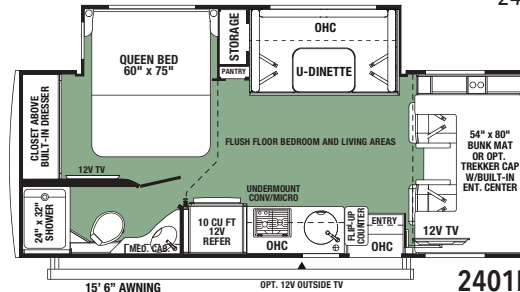 24
QUEEN BED
60" x 75"
STORAGE
PANTRY
OHC
U-DINETTE
CLOSET ABOVE
BUILT-IN DRESSER
FLUSH FLOOR BEDROOM AND LIVING AREAS
54" x 80"
BUNK MAT
OR OPT.
TREKKER CAP
W/BUILT-IN
ENT. CENTER
12V TV
UNDERMOUNT
CONV/MICRO
24" x 32"
SHOWER
MED. CAB.
10 CU FT
12V
REFER
OHC
FLIP-UP
COUNTER
ENTRY
OHC
12V TV
15' 6" AWNING
OPT. 12V OUTSIDE TV
2401